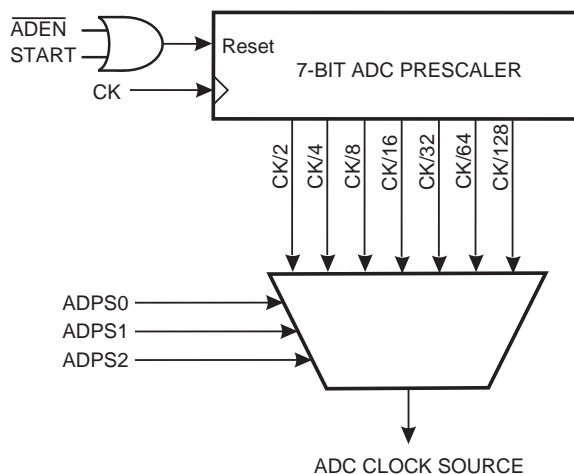 ADEN
START
Reset
7-BIT ADC PRESCALER
CK
CK/2
CK/4
CK/8
CK/16
CK/32
CK/64
CK/128
ADPS0
ADPS1
ADPS2
ADC CLOCK SOURCE